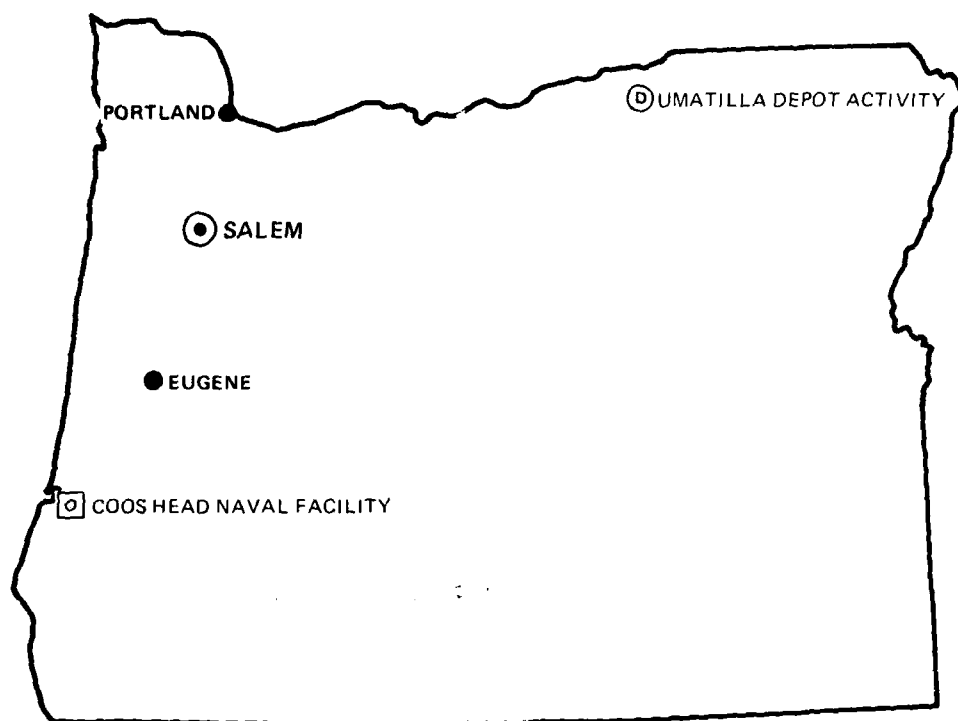 D UMATILLA DEPOT ACTIVITY
PORTLAND
SALEM
EUGENE
COOS HEAD NAVAL FACILITY